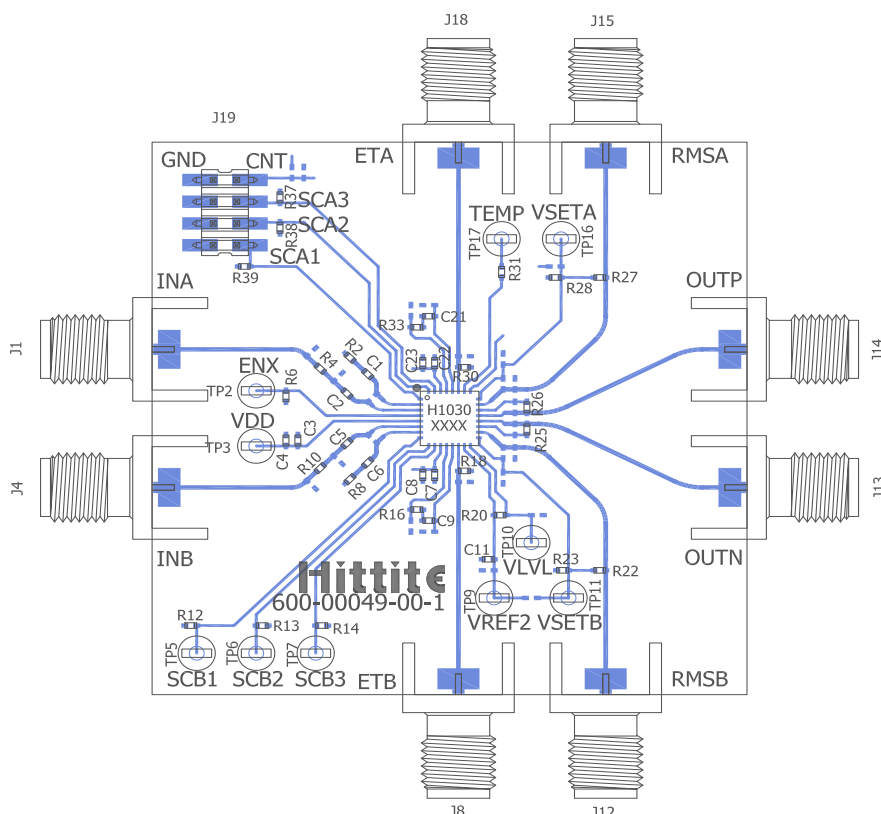 J18
J15
J19
GND
CNT
ETA
RMSA
R37
SCA3
R38
SCA2
SCA1
R39
TEMP
VSETA
TP17
TP16
R31
R28
R27
INA
OUTP
R33
C21
J1
J14
R2
R4
C1
C23
C22
R30
ENX
TP2
R6
C2
H1030
XXXX
R26
VDD
TP3
C4
C3
C5
R25
R10
C6
R8
C8
C7
R18
J4
J13
R16
C9
R20
INB
TP10
VLVL
OUTN
C11
R23
R22
Hittite
600-00049-00-1
TP9
TP11
VREF2
VSETB
R12
R13
R14
TP5
TP6
TP7
SCB1
SCB2
SCB3
ETB
RMSB
J8
J12